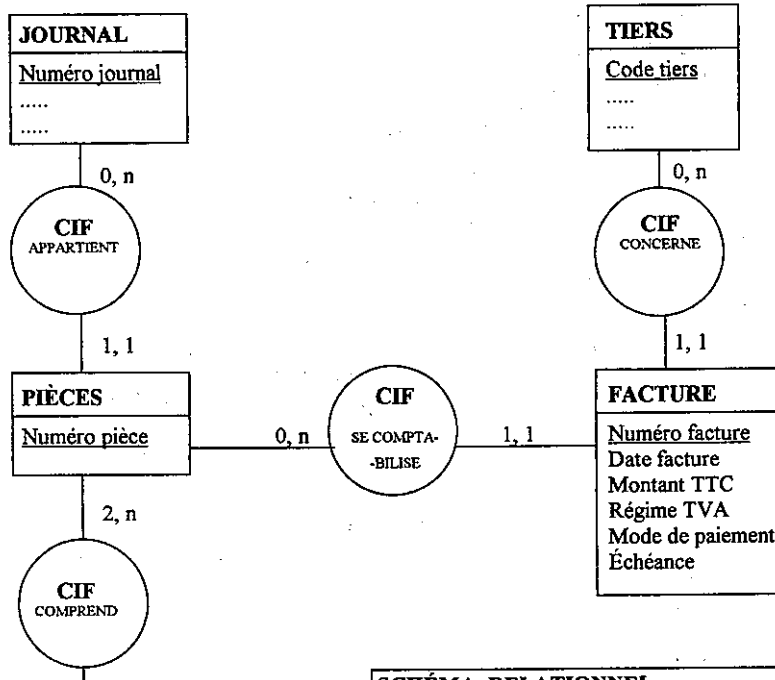 JOURNAL
Numéro journal
.....
.....
TIERS
Code tiers
.....
.....
0, n
0, n
CIF
APPARTIENT
CIF
CONCERNE
1, 1
1, 1
PIÈCES
Numéro pièce
CIF
SE COMPTA-
-BILISE
0, n
1, 1
FACTURE
Numéro facture
Date facture
Montant TTC
Régime TVA
Mode de paiement
Échéance
2, n
CIF
COMPREND
SCHÉMA RELATIONNEL